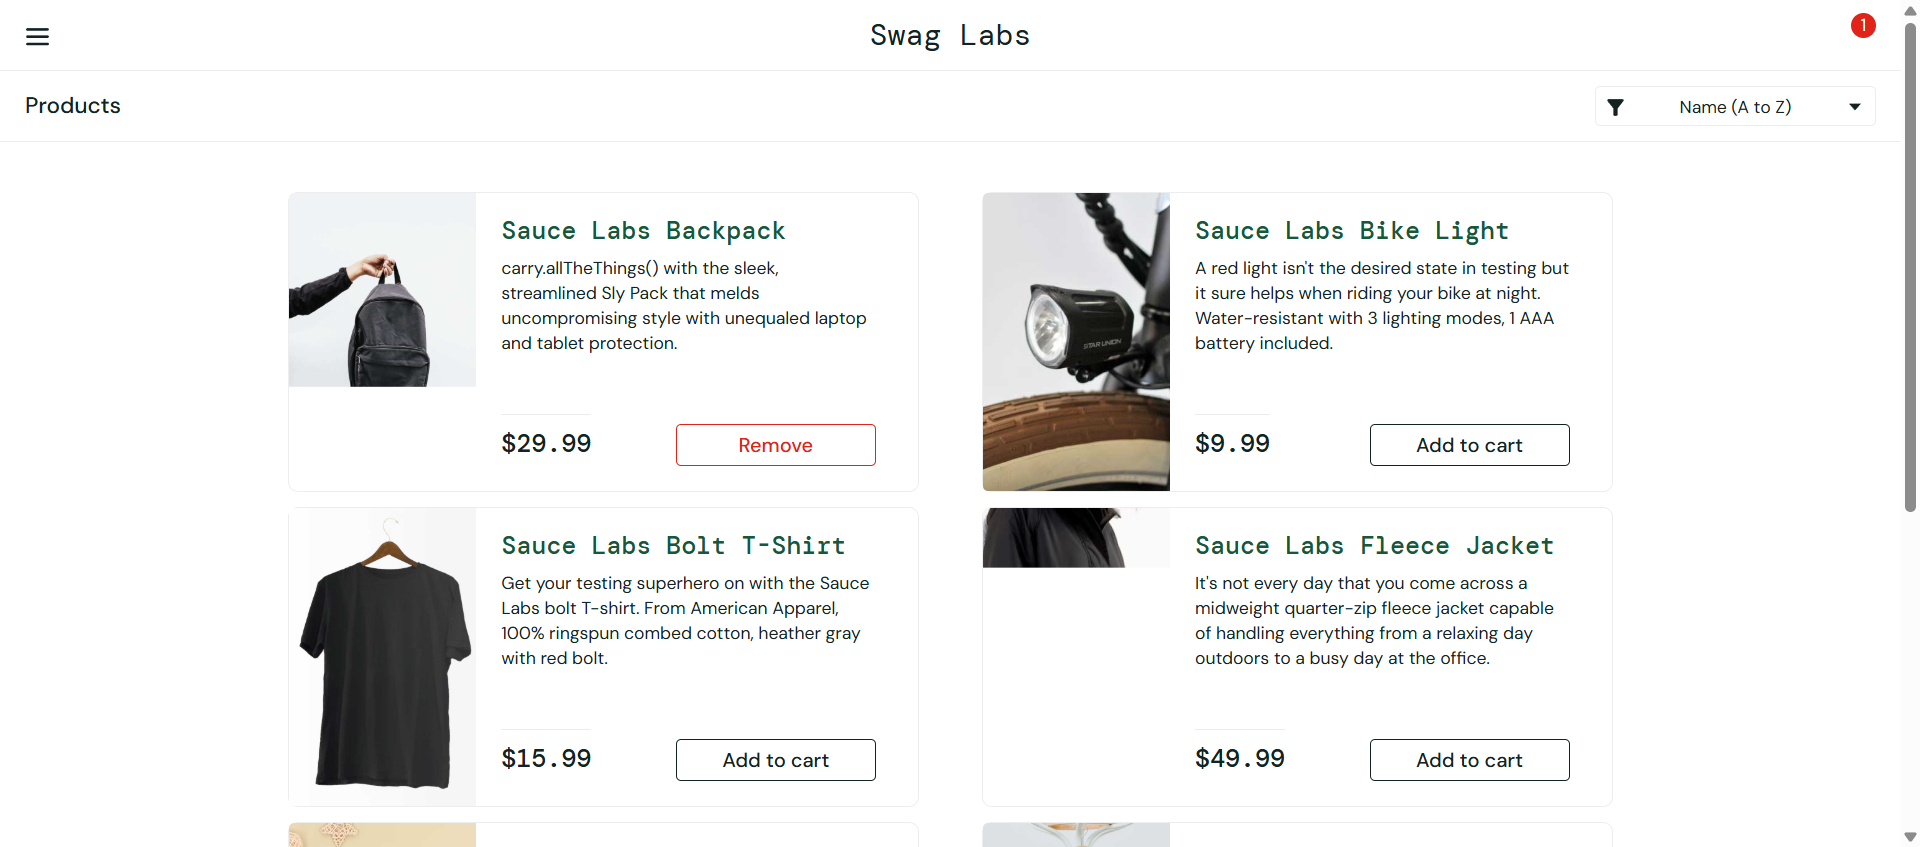 Swag Labs
1
Products
Name (A to Z)
Sauce Labs Backpack
carry.allTheThings() with the sleek,
streamlined Sly Pack that melds
uncompromising style with unequaled laptop
and tablet protection.
$29.99
Remove
Sauce Labs Bike Light
A red light isn't the desired state in testing but
it sure helps when riding your bike at night.
Water-resistant with 3 lighting modes, 1 AAA
battery included.
STAR UNION
$9.99
Add to cart
Sauce Labs Bolt T-Shirt
Get your testing superhero on with the Sauce
Labs bolt T-shirt. From American Apparel,
100% ringspun combed cotton, heather gray
with red bolt.
$15.99
Add to cart
Sauce Labs Fleece Jacket
It's not every day that you come across a
midweight quarter-zip fleece jacket capable
of handling everything from a relaxing day
outdoors to a busy day at the office.
$49.99
Add to cart